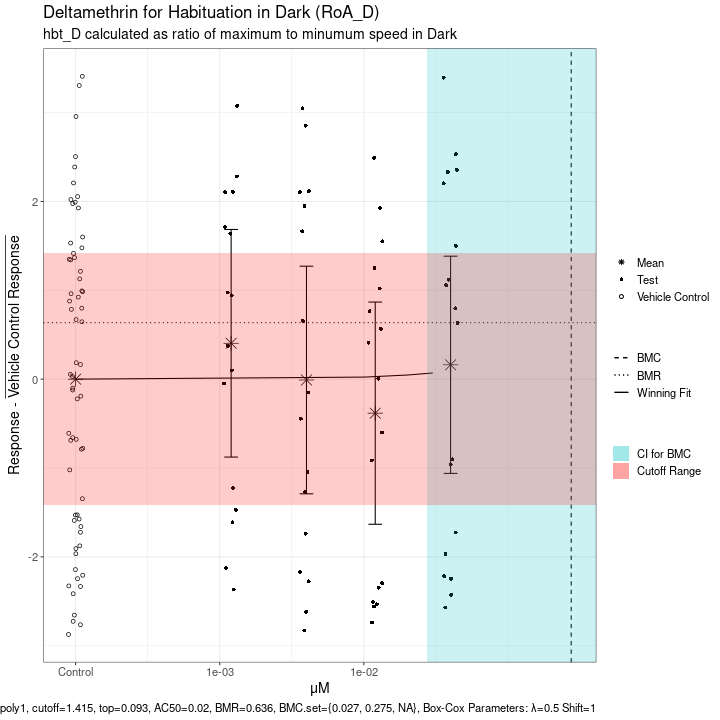 Deltamethrin for Habituation in Dark (RoA_D)
hbt_D calculated as ratio of maximum to minumum speed in Dark
Response - Vehicle Control Response
2
0
-2
Control
1e-03
1e-02
μM
Mean
Test
Vehicle Control
BMC
BMR
Winning Fit
CI for BMC
Cutoff Range
poly1, cutoff=1.415, top=0.093, AC50=0.02, BMR=0.636, BMC.set={0.027, 0.275, NA}, Box-Cox Parameters: λ=0.5 Shift=1